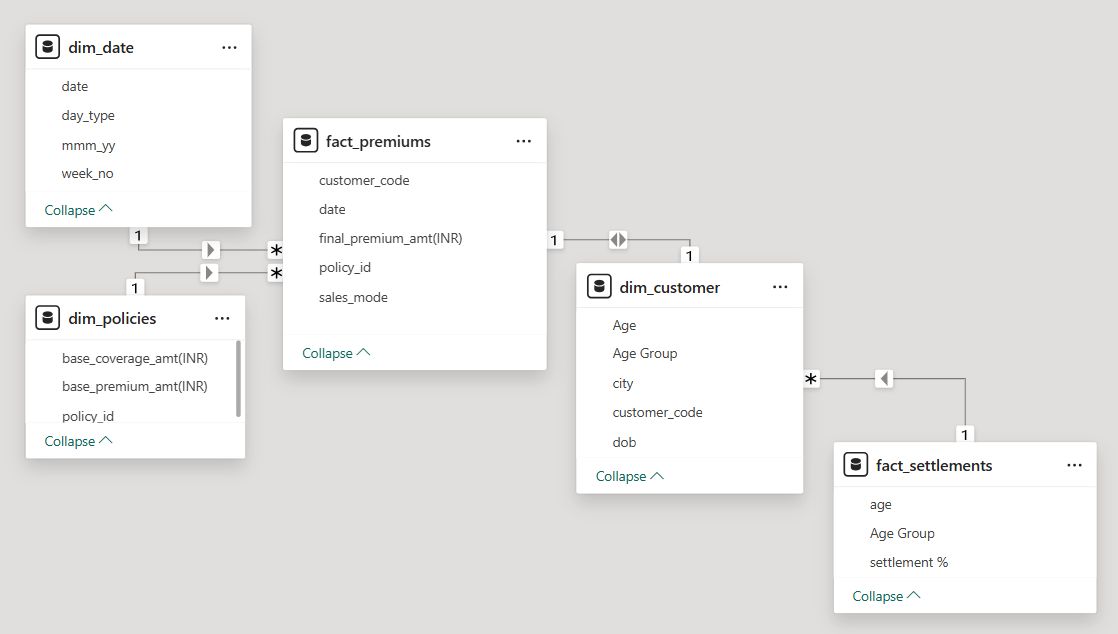 dim_date
date
day_type
mmm_yy
week_no
Collapse
1
*
dim_policies
base_coverage_amt(INR)
base_premium_amt(INR)
policy_id
Collapse
1
*
fact_premiums
customer_code
date
final_premium_amt(INR)
policy_id
sales_mode
Collapse
1
1
dim_customer
Age
Age Group
city
customer_code
dob
Collapse
*
1
fact_settlements
age
Age Group
settlement %
Collapse